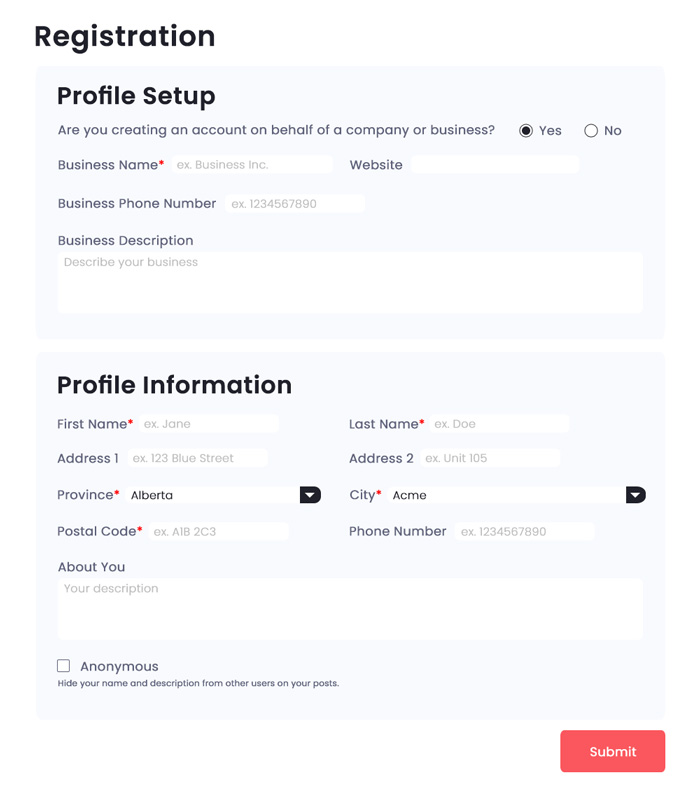 Registration
Profile Setup
Are you creating an account on behalf of a company or business? Yes No
Business Name* ex. Business Inc. Website
Business Phone Number ex. 1234567890
Business Description
Describe your business
Profile Information
First Name* ex. Jane Last Name* ex. Doe
Address 1 ex. 123 Blue Street Address 2 ex. Unit 105
Province* Alberta City* Acme
Postal Code* ex. A1B 2C3 Phone Number ex. 1234567890
About You
Your description
Anonymous
Hide your name and description from other users on your posts.
Submit